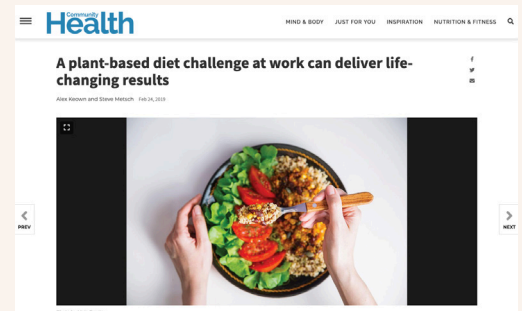 Community
Health
MIND & BODY JUST FOR YOU INSPIRATION NUTRITION & FITNESS
A plant-based diet challenge at work can deliver life-
changing results
Alex Keown and Steve Metsch Feb 24, 2019
PREV
NEXT